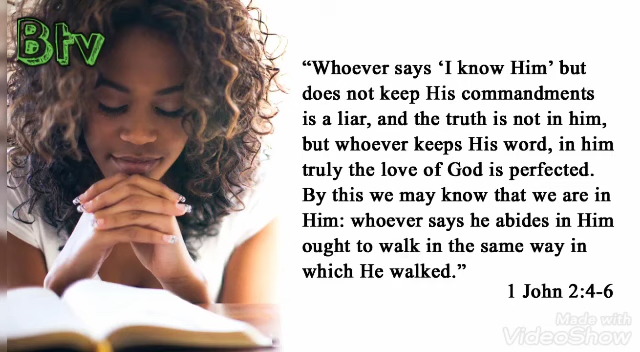 Btv
“Whoever says ‘I know Him’ but
does not keep His commandments
is a liar, and the truth is not in him,
but whoever keeps His word, in him
truly the love of God is perfected.
By this we may know that we are in
Him: whoever says he abides in Him
ought to walk in the same way in
which He walked.”
1 John 2:4-6
Made with
VideoShow